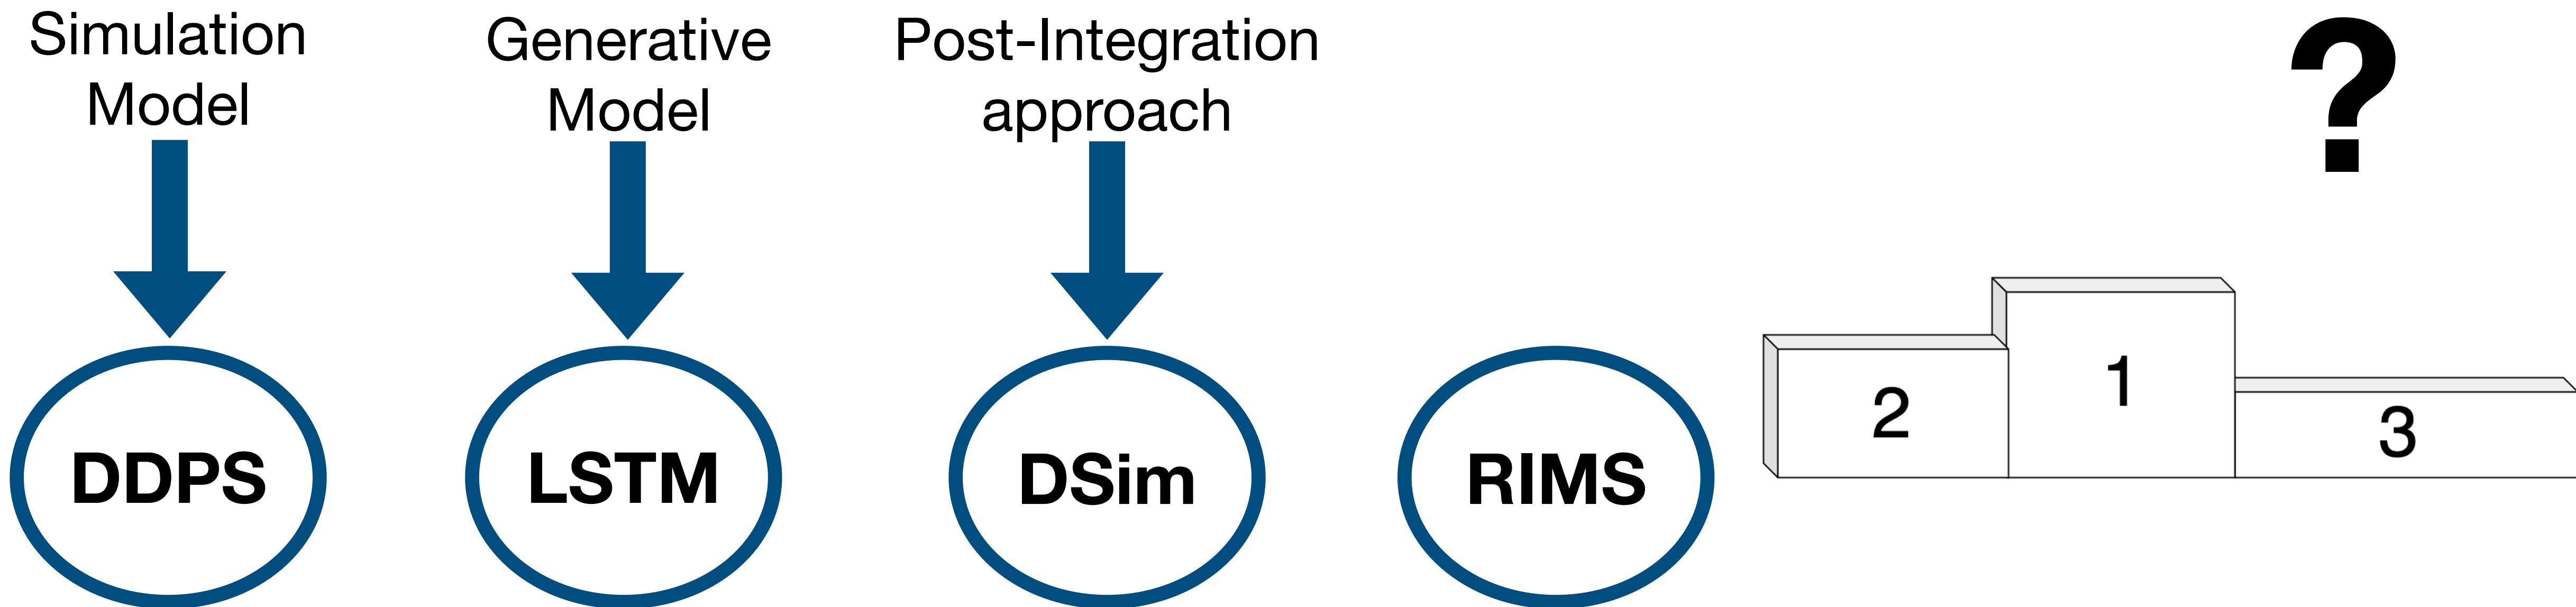 Simulation
Model
Generative
Model
Post-Integration
approach
?
DDPS
LSTM
DSim
RIMS
2
1
3